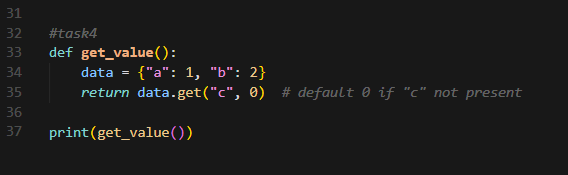 31
32 #task4
33 def get_value():
34     data = {"a": 1, "b": 2}
35     return data.get("c", 0)  # default 0 if "c" not present
36
37 print(get_value())